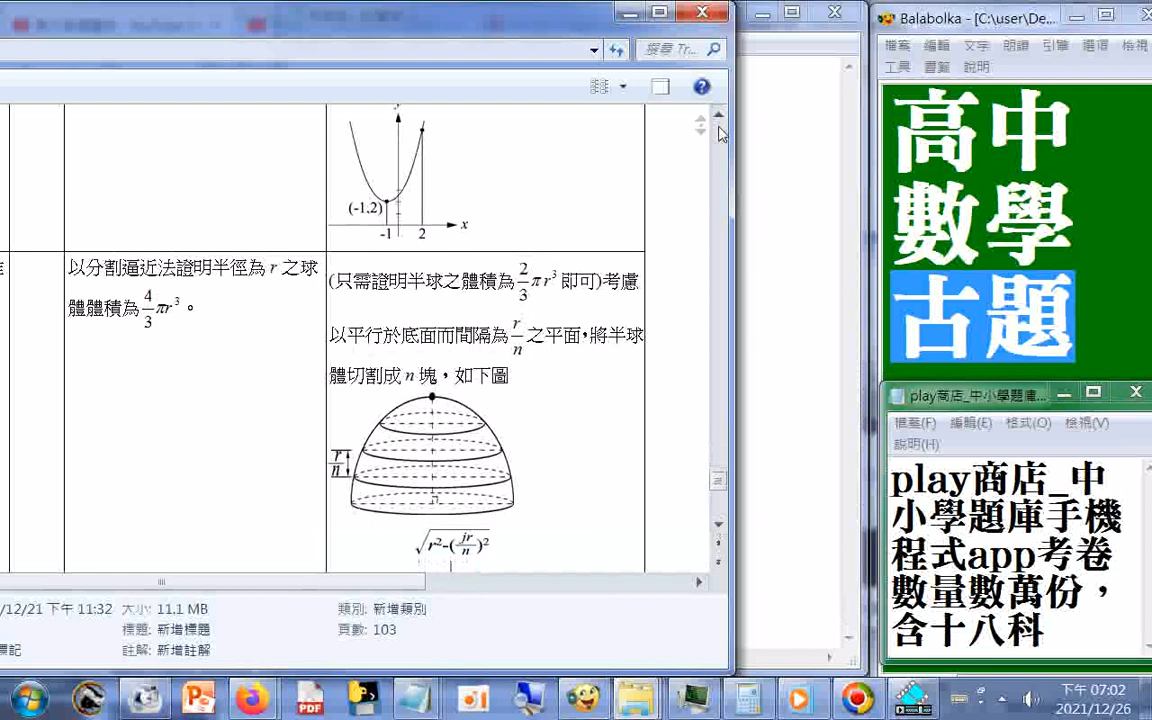 搜尋 Tr...
y
(-1,2)
-1
2
x
以分割逼近法證明半徑為 r 之球
體體積為 4/3 πr³。
(只需證明半球之體積為 2/3 πr³ 即可)考慮
以平行於底面而間隔為 r/n 之平面,將半球
體切割成 n 塊,如下圖
r/n
√r²-(jr/n)²
/12/21 下午 11:32
大小: 11.1 MB
類別: 新增類別
標題: 新增標題
頁數: 103
註解: 新增註解
Balabolka - [C:\user\De...
檔案 編輯 文字 朗讀 引擎 選項 檢視
工具 書籤 說明
高中
數學
古題
play商店_中小學題庫...
檔案(F) 編輯(E) 格式(O) 檢視(V)
說明(H)
play商店_中
小學題庫手機
程式app考卷
數量數萬份,
含十八科
PDF
下午 07:02
2021/12/26